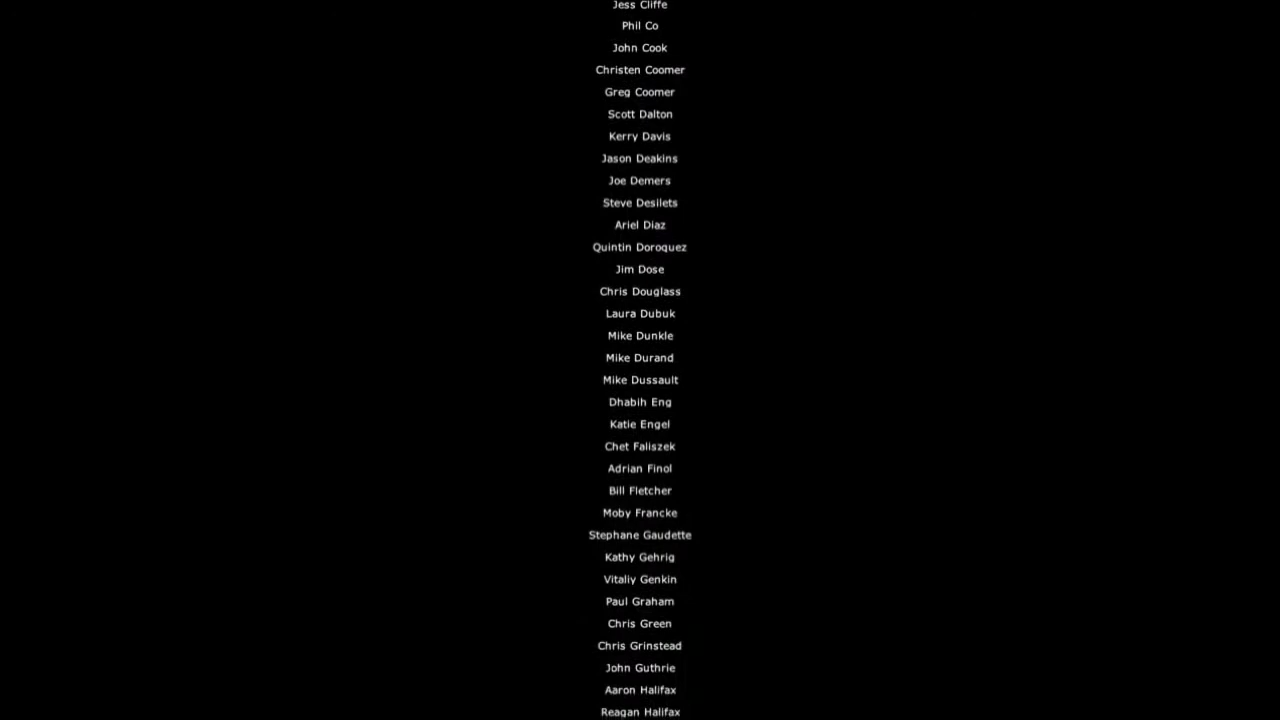 Jess Cliffe
Phil Co
John Cook
Christen Coomer
Greg Coomer
Scott Dalton
Kerry Davis
Jason Deakins
Joe Demers
Steve Desilets
Ariel Diaz
Quintin Doroquez
Jim Dose
Chris Douglass
Laura Dubuk
Mike Dunkle
Mike Durand
Mike Dussault
Dhabih Eng
Katie Engel
Chet Faliszek
Adrian Finol
Bill Fletcher
Moby Francke
Stephane Gaudette
Kathy Gehrig
Vitaliy Genkin
Paul Graham
Chris Green
Chris Grinstead
John Guthrie
Aaron Halifax
Reagan Halifax